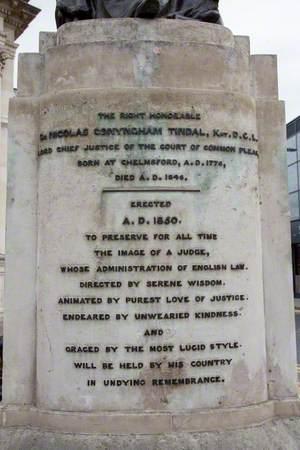 THE RIGHT HONORABLE
SIR NICOLAS CONYNGHAM TINDAL, KNT. D.C.L.
LORD CHIEF JUSTICE OF THE COURT OF COMMON PLEAS
BORN AT CHELMSFORD, A.D. 1776,
DIED A.D. 1846.
ERECTED
A.D. 1850.
TO PRESERVE FOR ALL TIME
THE IMAGE OF A JUDGE,
WHOSE ADMINISTRATION OF ENGLISH LAW.
DIRECTED BY SERENE WISDOM.
ANIMATED BY PUREST LOVE OF JUSTICE.
ENDEARED BY UNWEARIED KINDNESS.
AND
GRACED BY THE MOST LUCID STYLE.
WILL BE HELD BY HIS COUNTRY
IN UNDYING REMEMBRANCE.